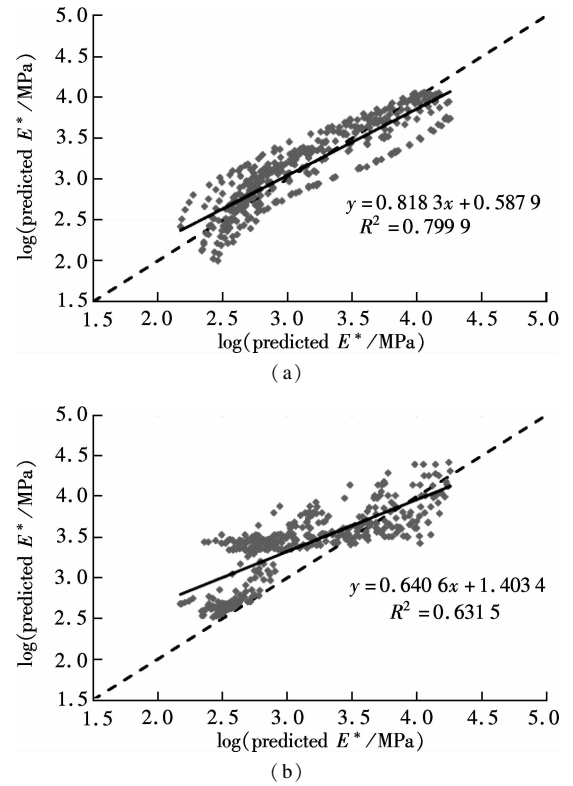 5.0
4.5
4.0
3.5
3.0
2.5
2.0
1.5
log(predicted E*/MPa)
y=0.818 3x+0.587 9
R²=0.799 9
1.5 2.0 2.5 3.0 3.5 4.0 4.5 5.0
log(predicted E*/MPa)
(a)
5.0
4.5
4.0
3.5
3.0
2.5
2.0
1.5
log(predicted E*/MPa)
y=0.640 6x+1.403 4
R²=0.631 5
1.5 2.0 2.5 3.0 3.5 4.0 4.5 5.0
log(predicted E*/MPa)
(b)